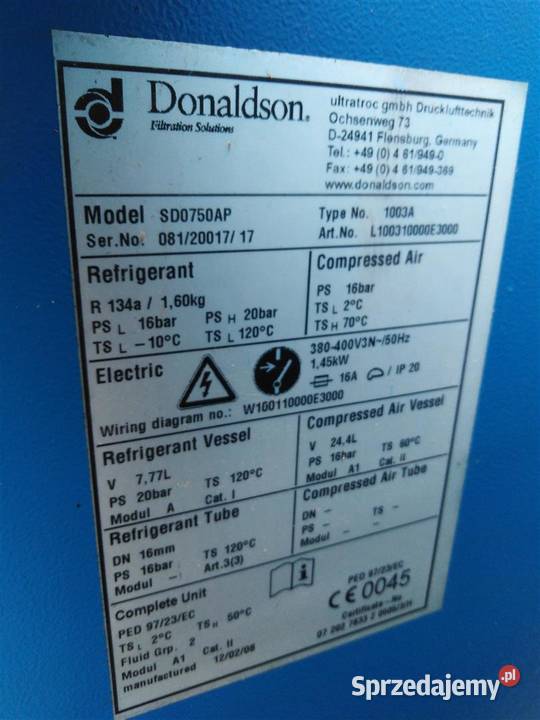 Donaldson®
Filtration Solutions
ultratroc gmbh Drucklufttechnik
Ochsenweg 73
D-24941 Flensburg, Germany
Tel.: +49 (0) 4 61/949-0
Fax: +49 (0) 4 61/949-369
www.donaldson.com
Model SD0750AP
Type No. 1003A
Ser.No. 081/20017/ 17
Art.No. L100310000E3000
Refrigerant
R 134a / 1,60kg
PS L 16bar PS H 20bar
TS L -10°C TS L 120°C
Compressed Air
PS 16bar
TS L 2°C
TS H 70°C
Electric
380-400V3N~/50Hz
1,45kW
16A / IP 20
Wiring diagram no.: W100110000E3000
Refrigerant Vessel
V 7,77L
PS 20bar TS 120°C
Modul A Cat. I
Compressed Air Vessel
V 24,4L TS 60°C
PS 16bar
Modul A1 Cat. II
Refrigerant Tube
DN 16mm
PS 16bar TS 120°C
Modul - Art.3(3)
Compressed Air Tube
DN - TS -
PS -
Modul -
Complete Unit
PED 97/23/EC
TS L 2°C TS H 50°C
Fluid Grp. 2
Modul A1 Cat. II
manufactured 12/02/08
i
PED 97/23/EC
CE0045
Certificate-No
Sprzedajemy.pl